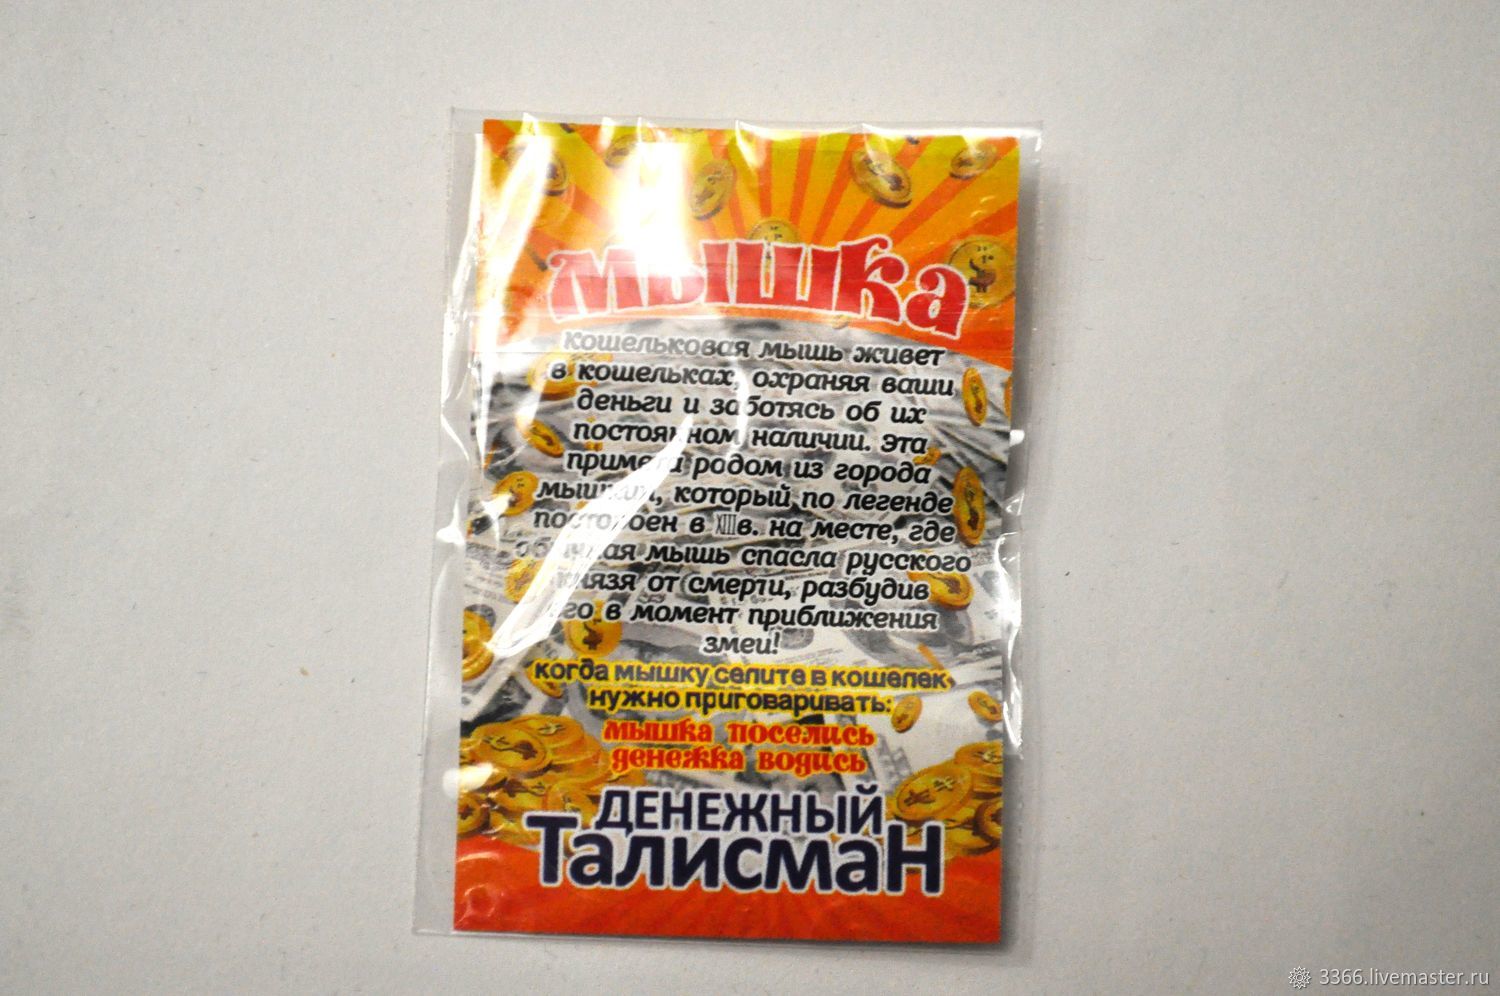 мышка
кошельковая мышь живет
в кошельках, охраняя ваши
деньги и заботясь об их
постоянном наличии. эта
примета родом из города
мышкин, который по легенде
в XIII в. на месте, где
мышь спасла русского
князя от смерти, разбудив
его в момент приближения
змеи!
когда мышку селите в кошелек
нужно приговаривать:
мышка поселись
денежка водись
ДЕНЕЖНЫЙ
ТалисмаН
3366.livemaster.ru